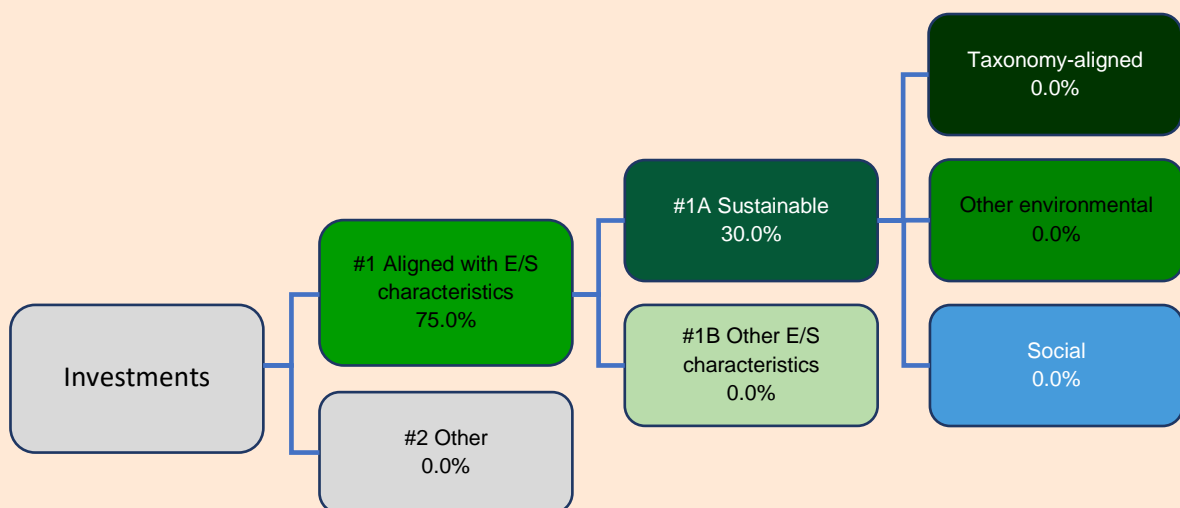 Investments
#1 Aligned with E/S
characteristics
75.0%
#2 Other
0.0%
#1A Sustainable
30.0%
#1B Other E/S
characteristics
0.0%
Taxonomy-aligned
0.0%
Other environmental
0.0%
Social
0.0%